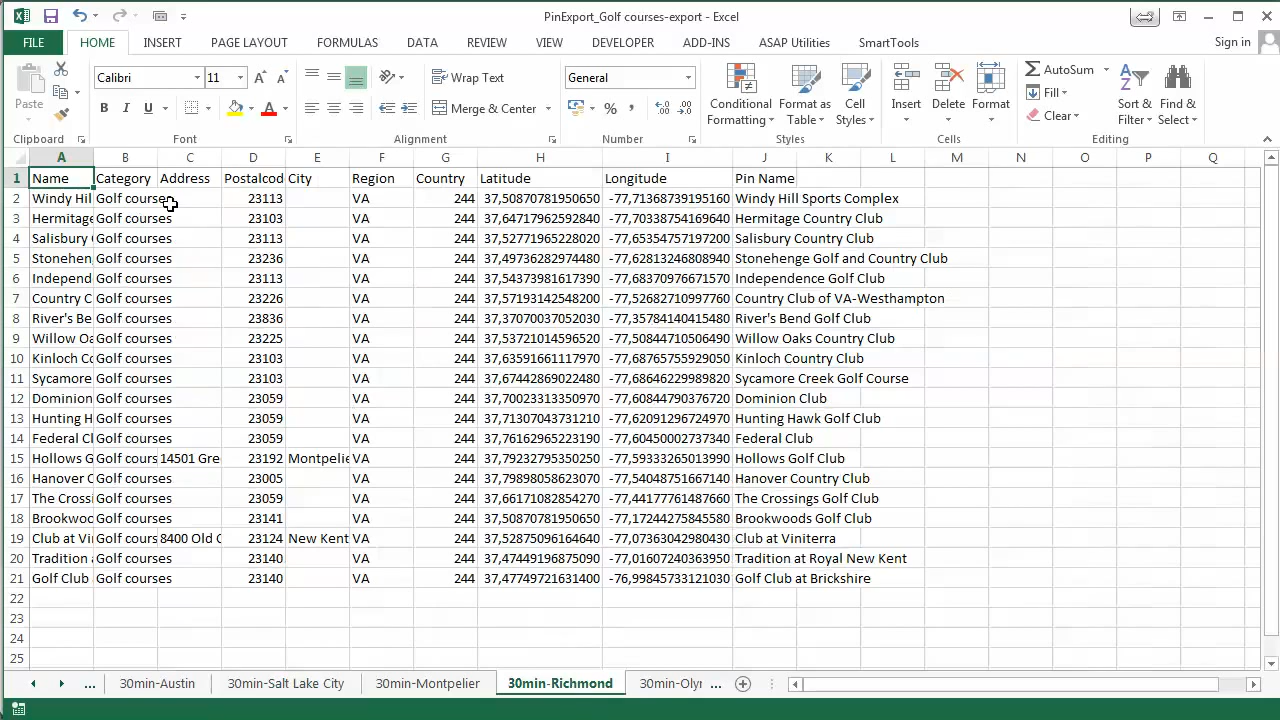 PinExport_Golf courses-export - Excel
FILE HOME INSERT PAGE LAYOUT FORMULAS DATA REVIEW VIEW DEVELOPER ADD-INS ASAP Utilities SmartTools Sign in
Paste Calibri 11 A A Wrap Text General Conditional Formatting Format as Table Cell Styles Insert Delete Format AutoSum Fill Clear Sort & Filter Find & Select
B I U A Merge & Center % ,
Clipboard Font Alignment Number Styles Cells Editing
A B C D E F G H I J K L M N O P Q
1 Name Category Address Postalcod City Region Country Latitude Longitude Pin Name
2 Windy Hil Golf courses 23113 VA 244 37,50870781950650 -77,71368739195160 Windy Hill Sports Complex
3 Hermitage Golf courses 23103 VA 244 37,64717962592840 -77,70338754169640 Hermitage Country Club
4 Salisbury Golf courses 23113 VA 244 37,52771965228020 -77,65354757197200 Salisbury Country Club
5 Stonehen Golf courses 23236 VA 244 37,49736282974480 -77,62813246808940 Stonehenge Golf and Country Club
6 Independ Golf courses 23113 VA 244 37,54373981617390 -77,68370976671570 Independence Golf Club
7 Country C Golf courses 23226 VA 244 37,57193142548200 -77,52682710997760 Country Club of VA-Westhampton
8 River's Be Golf courses 23836 VA 244 37,37070037052030 -77,35784140415480 River's Bend Golf Club
9 Willow Oa Golf courses 23225 VA 244 37,53721014596520 -77,50844710506490 Willow Oaks Country Club
10 Kinloch Co Golf courses 23103 VA 244 37,63591661117970 -77,68765755929050 Kinloch Country Club
11 Sycamore Golf courses 23103 VA 244 37,67442869022480 -77,68646229989820 Sycamore Creek Golf Course
12 Dominion Golf courses 23059 VA 244 37,70023313350970 -77,60844790376720 Dominion Club
13 Hunting H Golf courses 23059 VA 244 37,71307043731210 -77,62091296724970 Hunting Hawk Golf Club
14 Federal Cl Golf courses 23059 VA 244 37,76162965223190 -77,60450002737340 Federal Club
15 Hollows G Golf cours 14501 Gre 23192 Montpelie VA 244 37,79232795350250 -77,59333265013990 Hollows Golf Club
16 Hanover C Golf courses 23005 VA 244 37,79898058623070 -77,54048751667140 Hanover Country Club
17 The Crossi Golf courses 23059 VA 244 37,66171082854270 -77,44177761487660 The Crossings Golf Club
18 Brookwoc Golf courses 23141 VA 244 37,50870781950650 -77,17244275845580 Brookwoods Golf Club
19 Club at Vi Golf cours 8400 Old C 23124 New Kent VA 244 37,52875096164640 -77,07363042980430 Club at Viniterra
20 Tradition Golf courses 23140 VA 244 37,47449196875090 -77,01607240363950 Tradition at Royal New Kent
21 Golf Club Golf courses 23140 VA 244 37,47749721631400 -76,99845733121030 Golf Club at Brickshire
22
23
24
25
... 30min-Austin 30min-Salt Lake City 30min-Montpelier 30min-Richmond 30min-Olyr ...